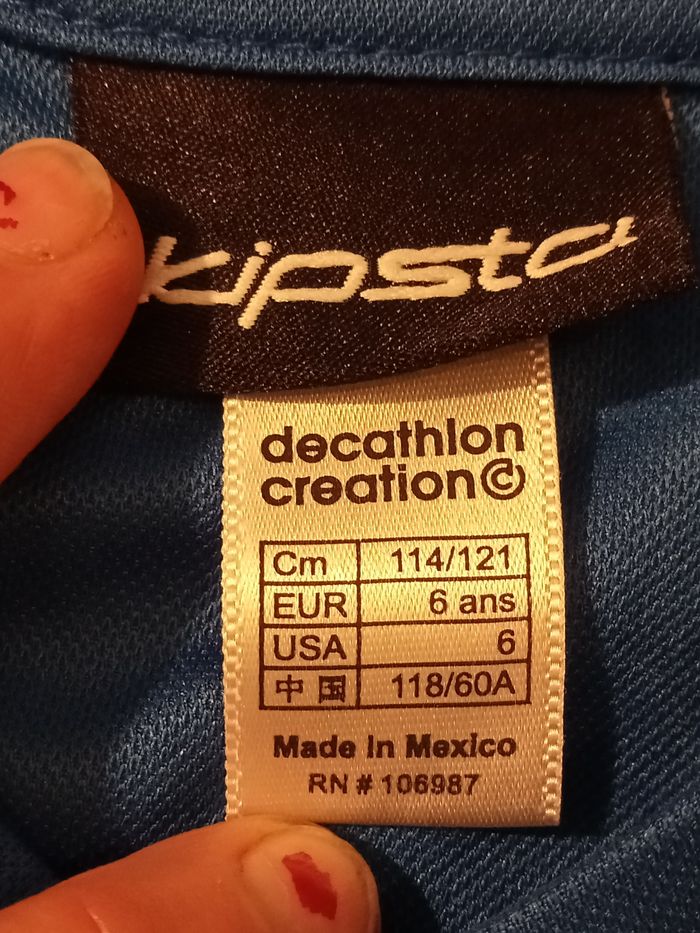 kipsta
decathlon
creation ©
Cm 114/121
EUR 6 ans
USA 6
中国 118/60A
Made in Mexico
RN # 106987